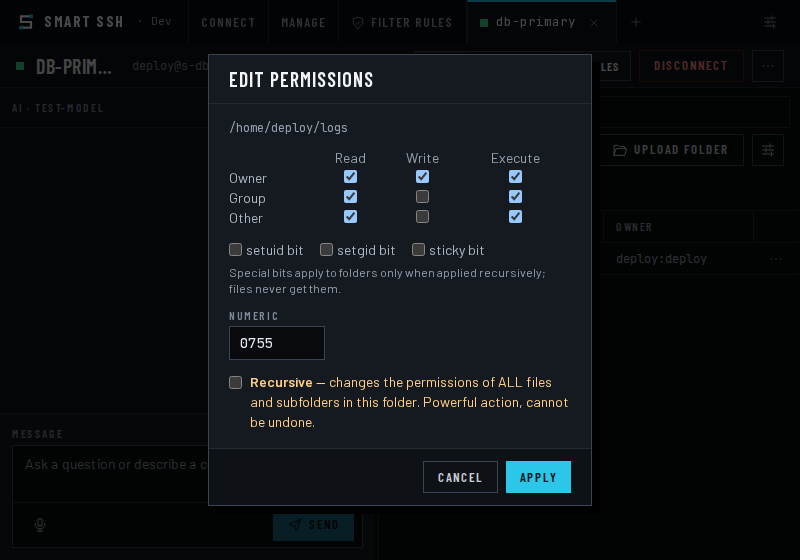 SMART SSH · Dev CONNECT MANAGE FILTER RULES db-primary × +
DB-PRIM... deploy@s-db LES DISCONNECT ...
AI · TEST-MODEL
EDIT PERMISSIONS
/home/deploy/logs
Read Write Execute
Owner
Group
Other
setuid bit setgid bit sticky bit
Special bits apply to folders only when applied recursively;
files never get them.
NUMERIC
0755
Recursive — changes the permissions of ALL files
and subfolders in this folder. Powerful action, cannot
be undone.
CANCEL APPLY
UPLOAD FOLDER
OWNER
deploy:deploy ...
MESSAGE
Ask a question or describe a c
SEND